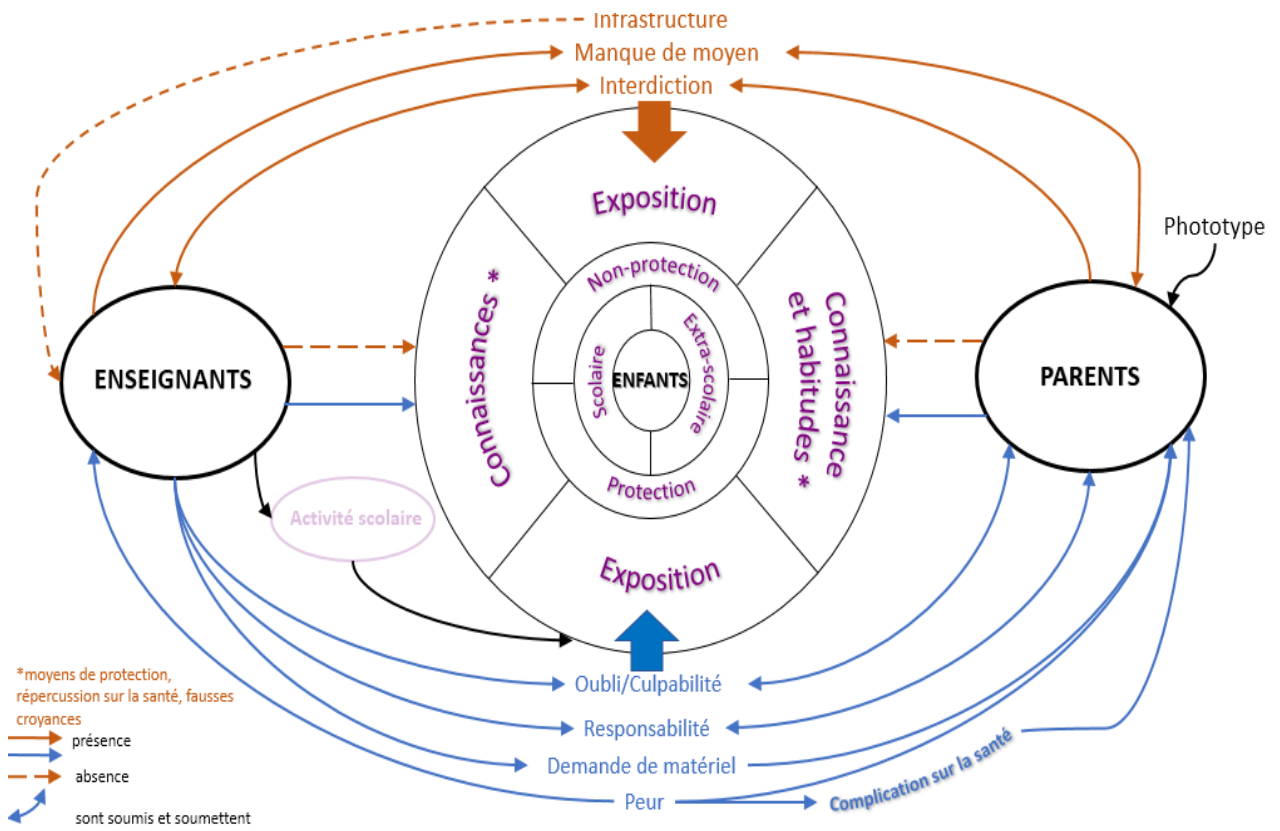 Infrastructure
Manque de moyen
Interdiction
Exposition
Phototype
Non-protection
Connaissances *
Connaissance
et habitudes *
Scolaire
Extra-scolaire
ENSEIGNANTS
ENFANTS
PARENTS
Protection
Activité scolaire
Exposition
*moyens de protection,
répercussion sur la santé, fausses
croyances
présence
absence
sont soumis et soumettent
Oubli/Culpabilité
Responsabilité
Demande de matériel
Peur
Complication sur la santé